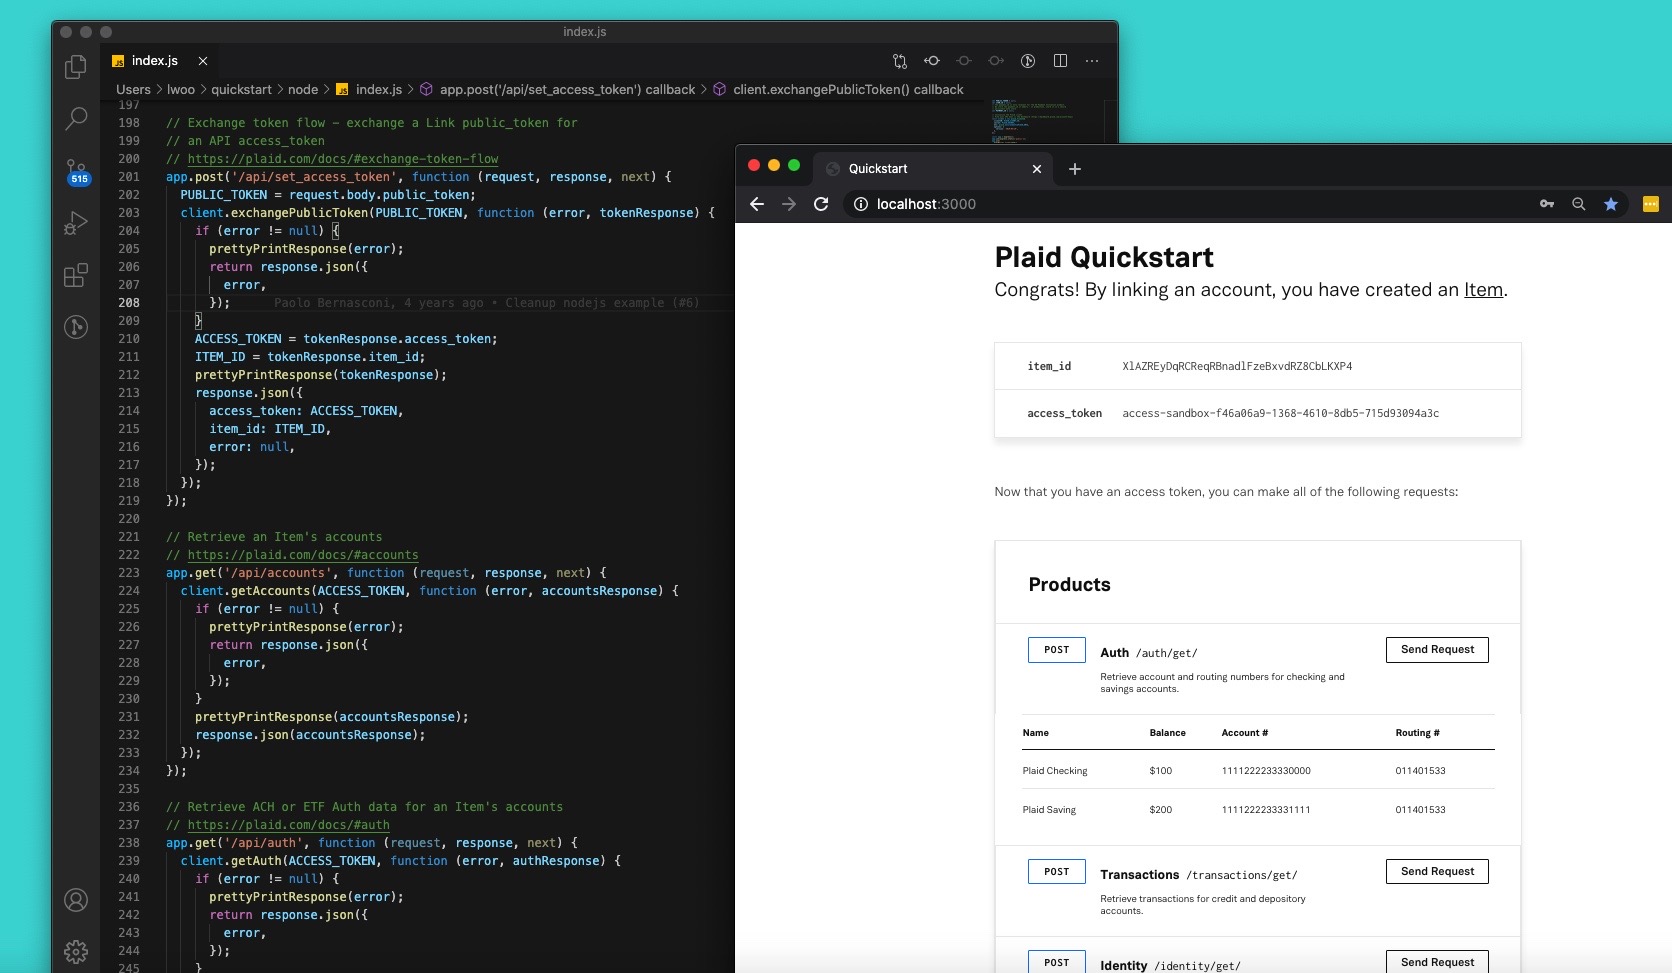 index.js
index.js
Users > lwoo > quickstart > node > index.js > app.post('/api/set_access_token') callback > client.exchangePublicToken() callback
515
197
198 // Exchange token flow - exchange a Link public_token for
199 // an API access_token
200 // https://plaid.com/docs/#exchange-token-flow
201 app.post('/api/set_access_token', function (request, response, next) {
202 PUBLIC_TOKEN = request.body.public_token;
203 client.exchangePublicToken(PUBLIC_TOKEN, function (error, tokenResponse) {
204 if (error != null) {
205 prettyPrintResponse(error);
206 return response.json({
207 error,
208 }); Paolo Bernasconi, 4 years ago • Cleanup nodejs example (#6)
209 }
210 ACCESS_TOKEN = tokenResponse.access_token;
211 ITEM_ID = tokenResponse.item_id;
212 prettyPrintResponse(tokenResponse);
213 response.json({
214 access_token: ACCESS_TOKEN,
215 item_id: ITEM_ID,
216 error: null,
217 });
218 });
219 });
220
221 // Retrieve an Item's accounts
222 // https://plaid.com/docs/#accounts
223 app.get('/api/accounts', function (request, response, next) {
224 client.getAccounts(ACCESS_TOKEN, function (error, accountsResponse) {
225 if (error != null) {
226 prettyPrintResponse(error);
227 return response.json({
228 error,
229 });
230 }
231 prettyPrintResponse(accountsResponse);
232 response.json(accountsResponse);
233 });
234 });
235
236 // Retrieve ACH or ETF Auth data for an Item's accounts
237 // https://plaid.com/docs/#auth
238 app.get('/api/auth', function (request, response, next) {
239 client.getAuth(ACCESS_TOKEN, function (error, authResponse) {
240 if (error != null) {
241 prettyPrintResponse(error);
242 return response.json({
243 error,
244 });
245 }
Quickstart
localhost:3000
Plaid Quickstart
Congrats! By linking an account, you have created an Item.
item_id XlAZREyDqRCReqRBnadlFzeBxvdRZ8CbLKXP4
access_token access-sandbox-f46a06a9-1368-4610-8db5-715d93094a3c
Now that you have an access token, you can make all of the following requests:
Products
POST Auth /auth/get/ Send Request
Retrieve account and routing numbers for checking and
savings accounts.
Name Balance Account # Routing #
Plaid Checking $100 1111222233330000 011401533
Plaid Saving $200 1111222233331111 011401533
POST Transactions /transactions/get/ Send Request
Retrieve transactions for credit and depository
accounts.
POST Identity /identity/get/ Send Request